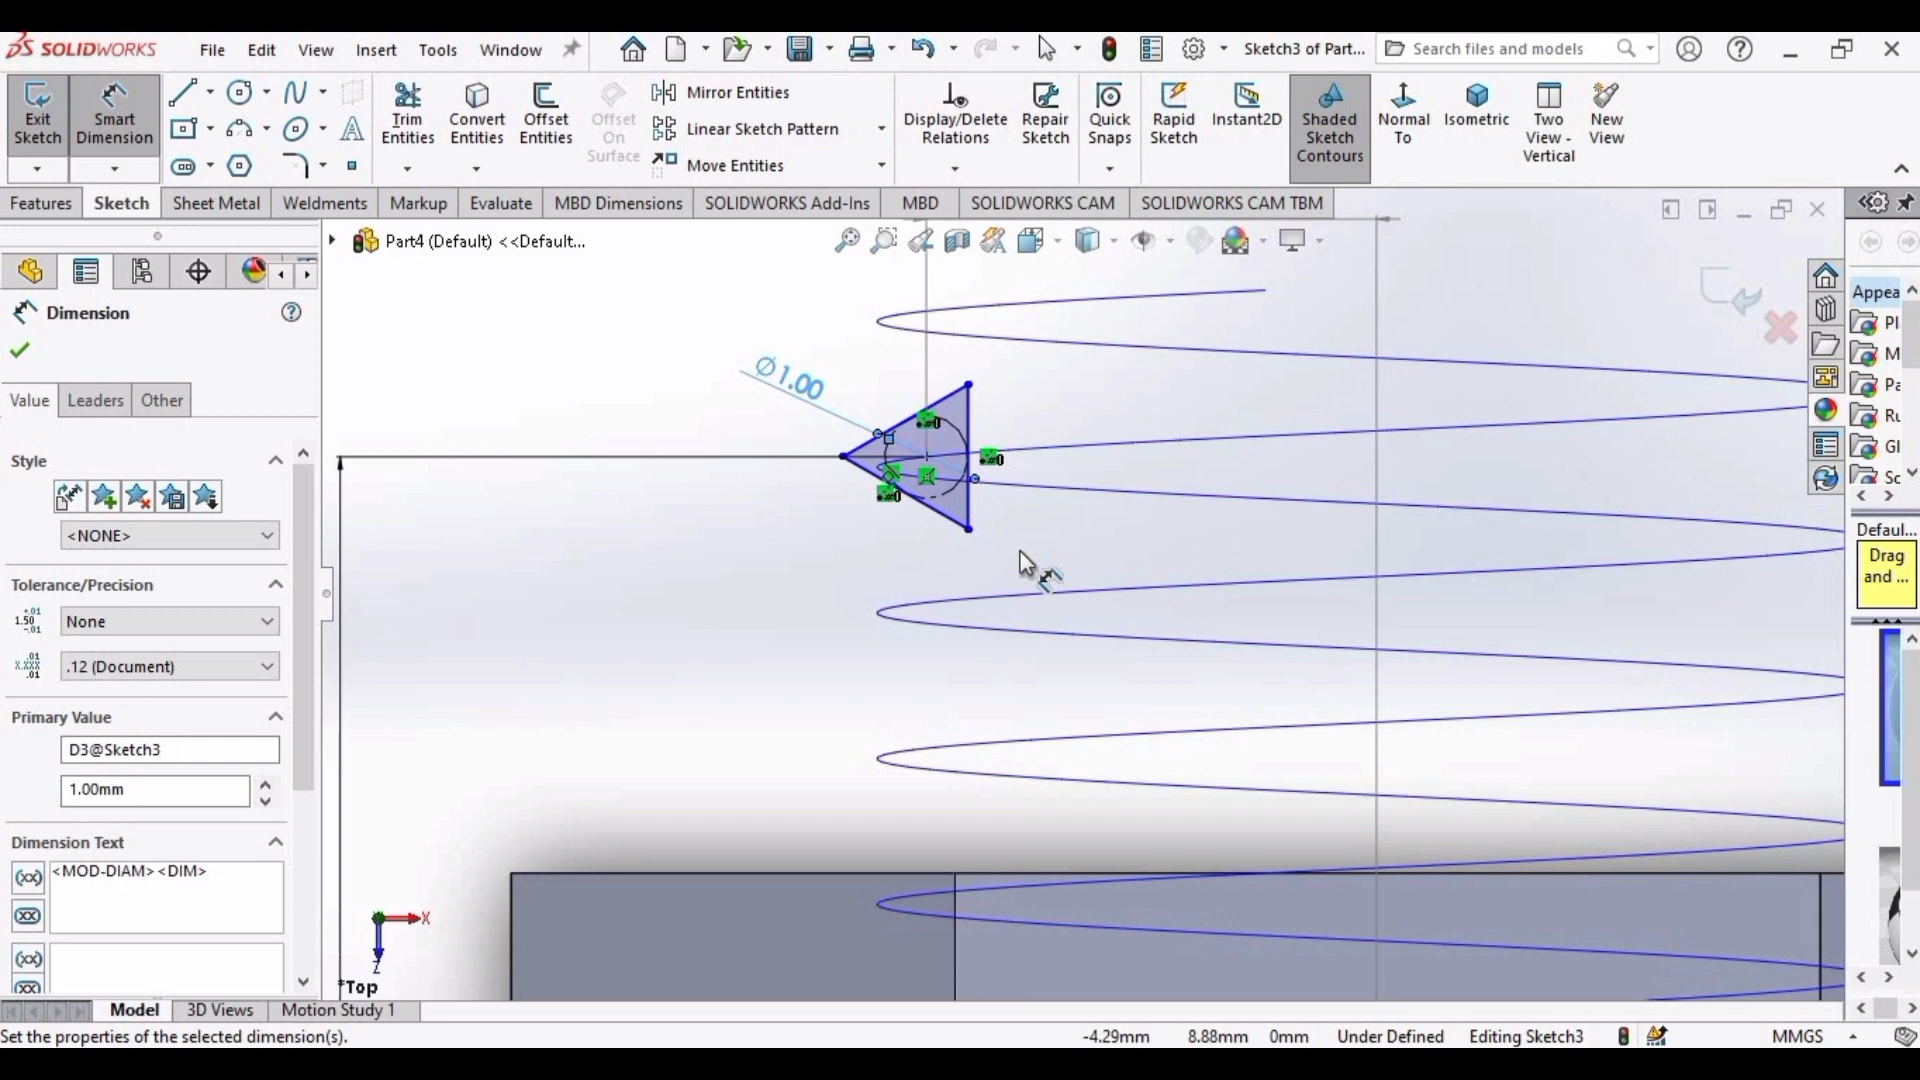 SOLIDWORKS
File Edit View Insert Tools Window
Sketch3 of Part...
Search files and models
Exit Sketch
Smart Dimension
Trim Entities
Convert Entities
Offset Entities
Offset On Surface
Mirror Entities
Linear Sketch Pattern
Move Entities
Display/Delete Relations
Repair Sketch
Quick Snaps
Rapid Sketch
Instant2D
Shaded Sketch Contours
Normal To
Isometric
Two View - Vertical
New View
Features Sketch Sheet Metal Weldments Markup Evaluate MBD Dimensions SOLIDWORKS Add-Ins MBD SOLIDWORKS CAM SOLIDWORKS CAM TBM
Part4 (Default) <<Default...
Dimension
Value Leaders Other
Style
<NONE>
Tolerance/Precision
None
.12 (Document)
Primary Value
D3@Sketch3
1.00mm
Dimension Text
<MOD-DIAM><DIM>
Ø1.00
X
Z
*Top
Appea
Pl
M
Pa
Ru
Gl
Sc
Defaul...
Drag and ...
Model 3D Views Motion Study 1
Set the properties of the selected dimension(s).
-4.29mm 8.88mm 0mm Under Defined Editing Sketch3 MMGS